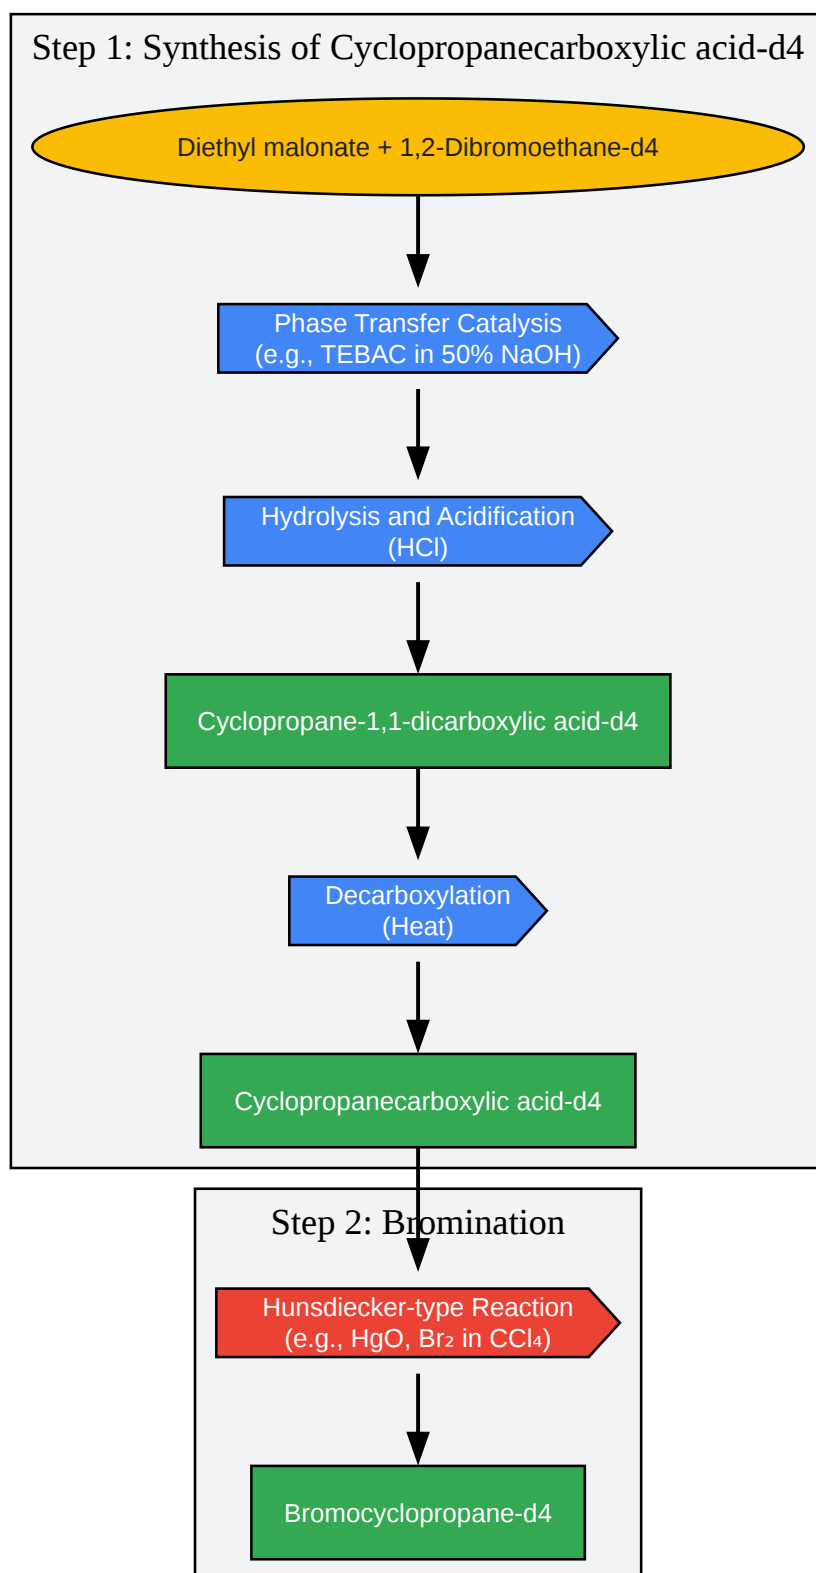 Step 1: Synthesis of Cyclopropanecarboxylic acid-d4
Diethyl malonate + 1,2-Dibromoethane-d4
Phase Transfer Catalysis
(e.g., TEBAC in 50% NaOH)
Hydrolysis and Acidification
(HCl)
Cyclopropane-1,1-dicarboxylic acid-d4
Decarboxylation
(Heat)
Cyclopropanecarboxylic acid-d4
Step 2: Bromination
Hunsdiecker-type Reaction
(e.g., HgO, Br₂ in CCl₄)
Bromocyclopropane-d4